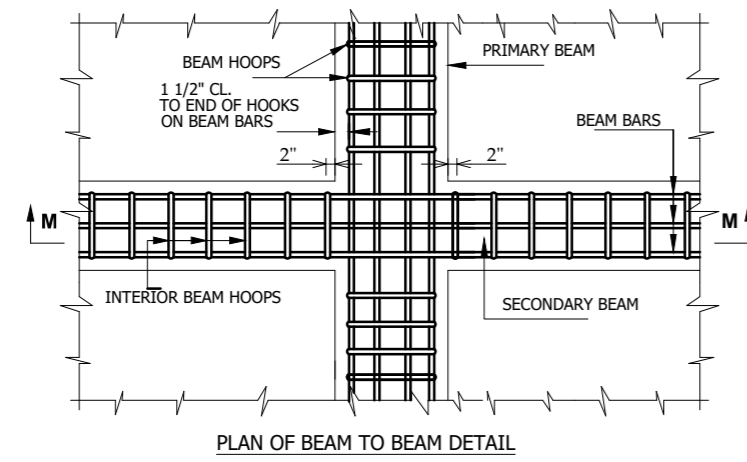 BEAM HOOPS
PRIMARY BEAM
1 1/2" CL.
TO END OF HOOKS
ON BEAM BARS
BEAM BARS
2"
2"
M
M
INTERIOR BEAM HOOPS
SECONDARY BEAM
PLAN OF BEAM TO BEAM DETAIL